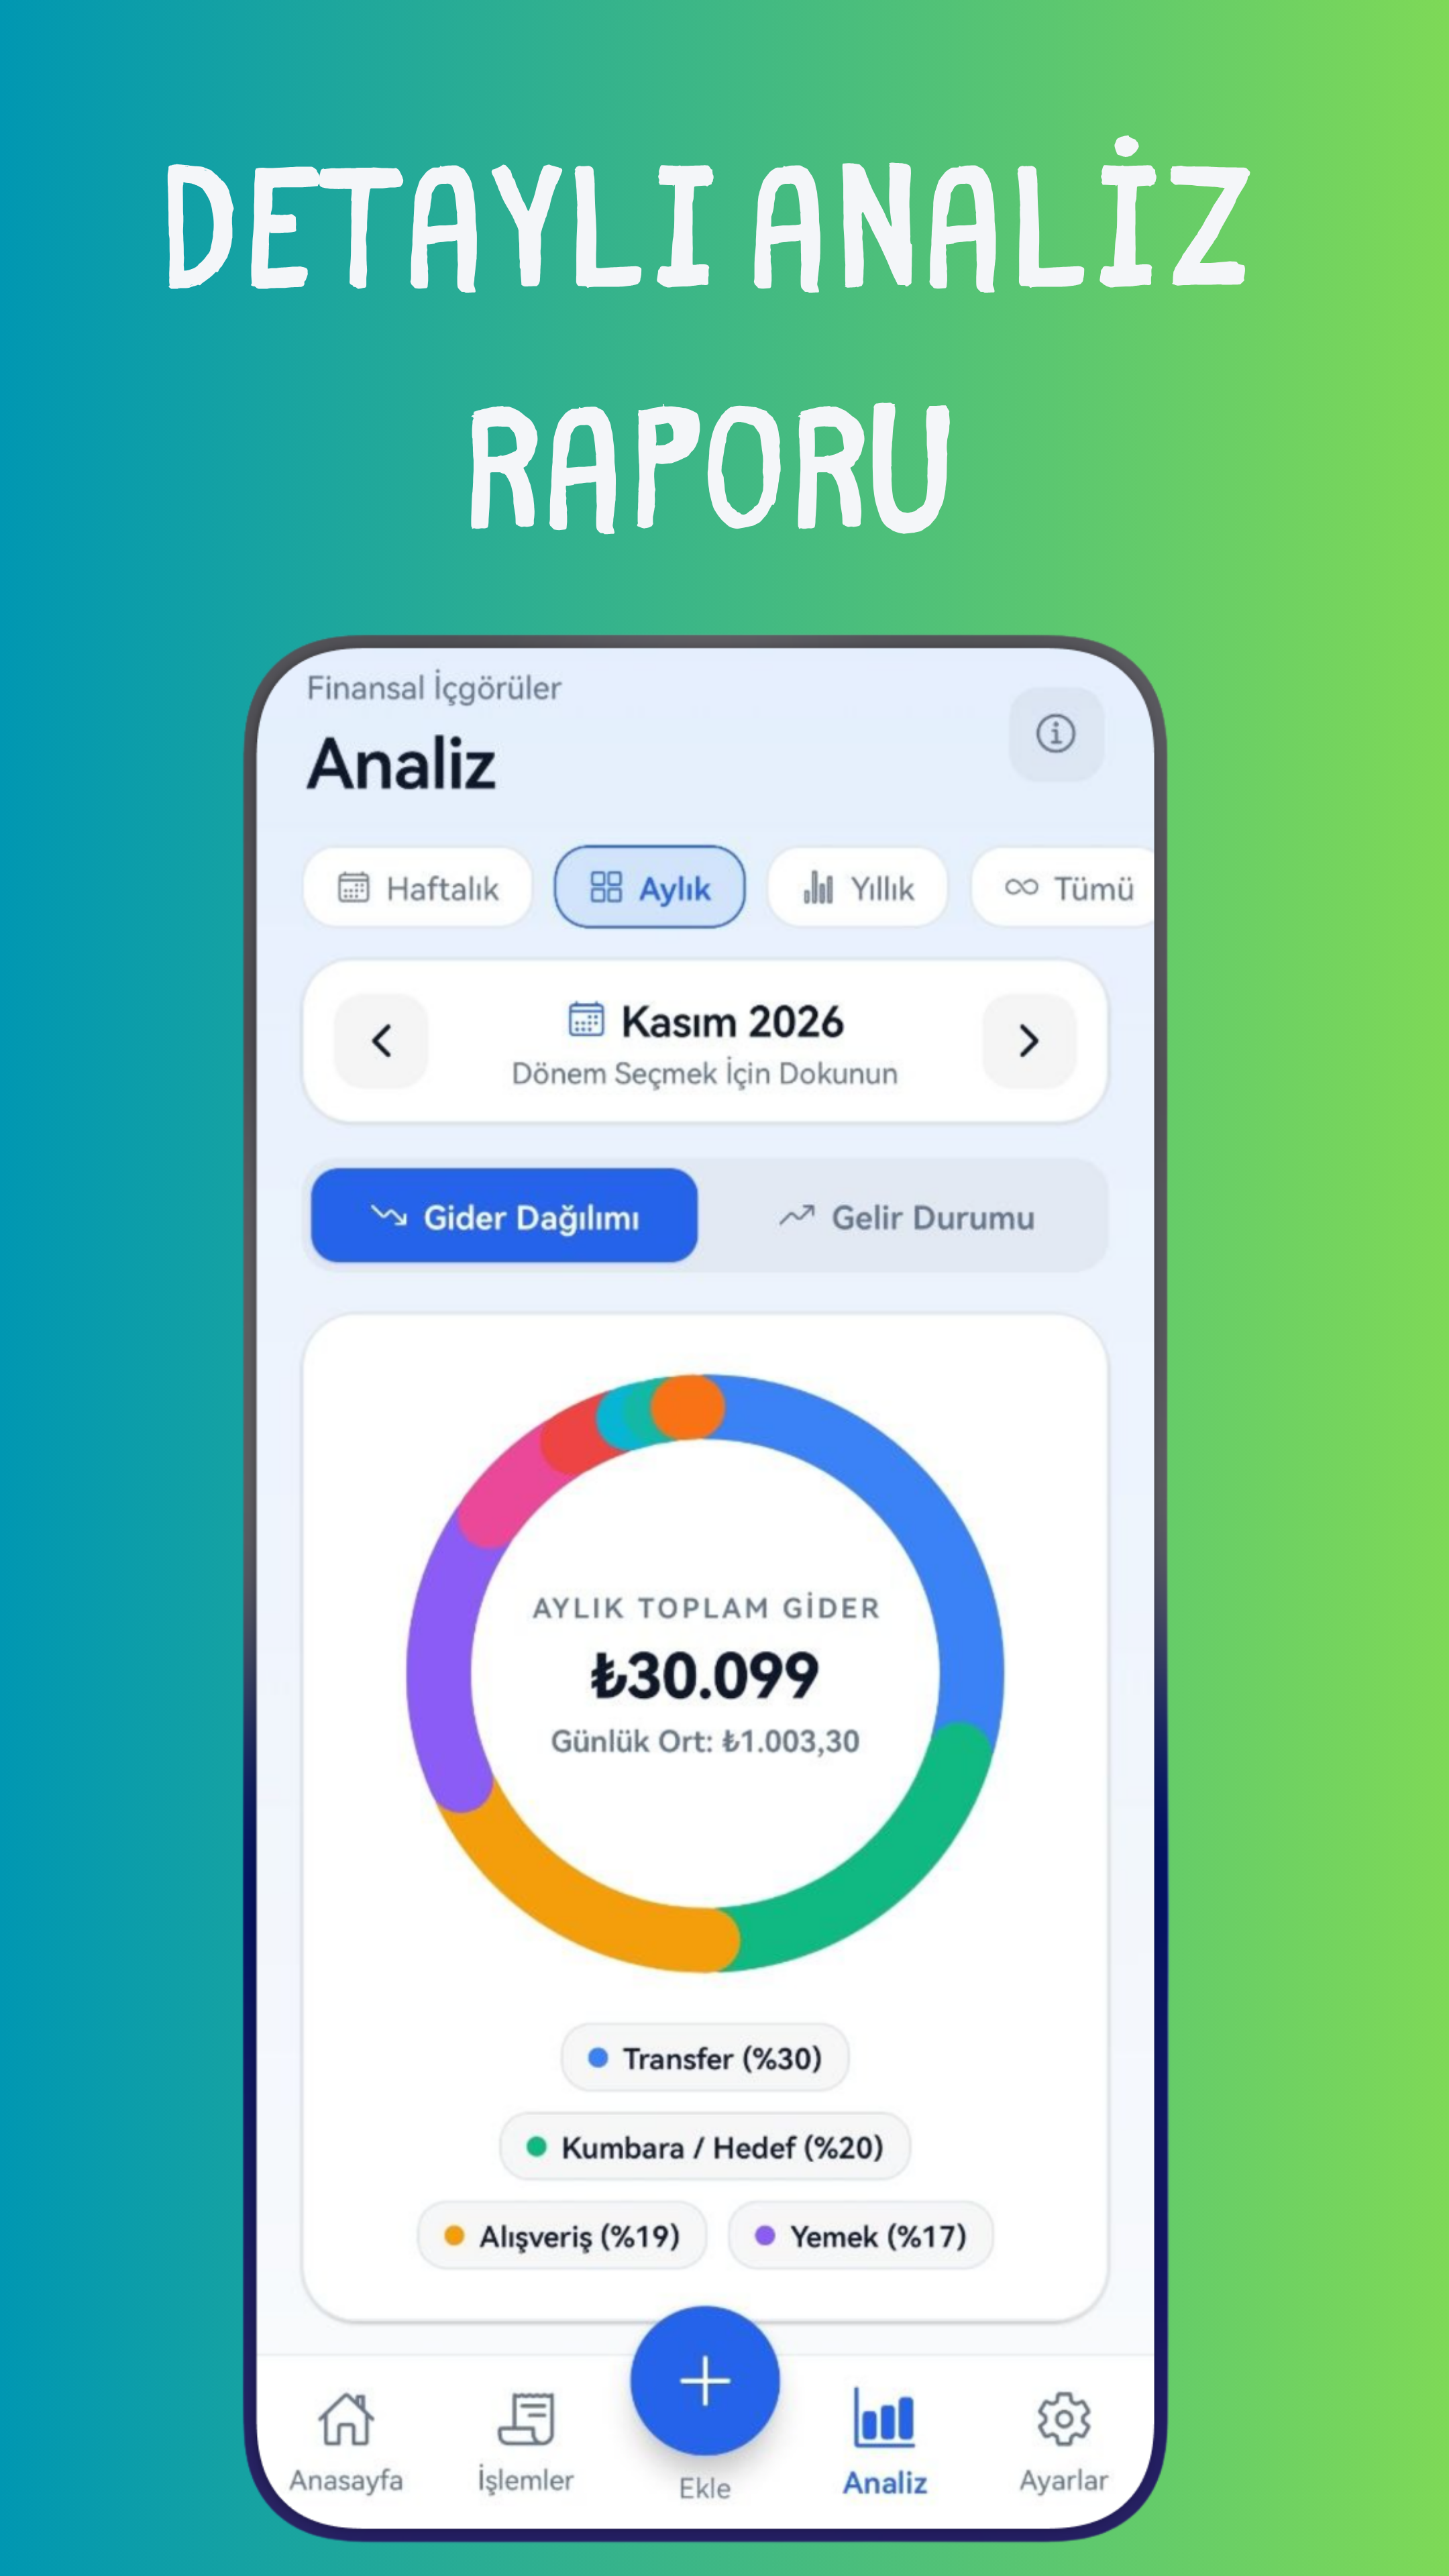 DETAYLI ANALİZ
RAPORU
Finansal İçgörüler
Analiz
Haftalık
Aylık
Yıllık
Tümü
Kasım 2026
Dönem Seçmek İçin Dokunun
Gider Dağılımı
Gelir Durumu
AYLIK TOPLAM GİDER
₺30.099
Günlük Ort: ₺1.003,30
Transfer (%30)
Kumbara / Hedef (%20)
Alışveriş (%19)
Yemek (%17)
Anasayfa
İşlemler
Ekle
Analiz
Ayarlar